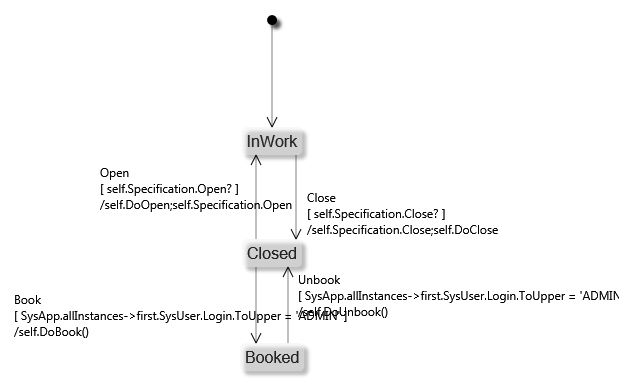 InWork
Open
[ self.Specification.Open? ]
/self.DoOpen;self.Specification.Open
Close
[ self.Specification.Close? ]
/self.Specification.Close;self.DoClose
Closed
Unbook
[ SysApp.allInstances->first.SysUser.Login.ToUpper = 'ADMIN
/self.DoUnbook()
Book
[ SysApp.allInstances->first.SysUser.Login.ToUpper = 'ADMIN' ]
/self.DoBook()
Booked